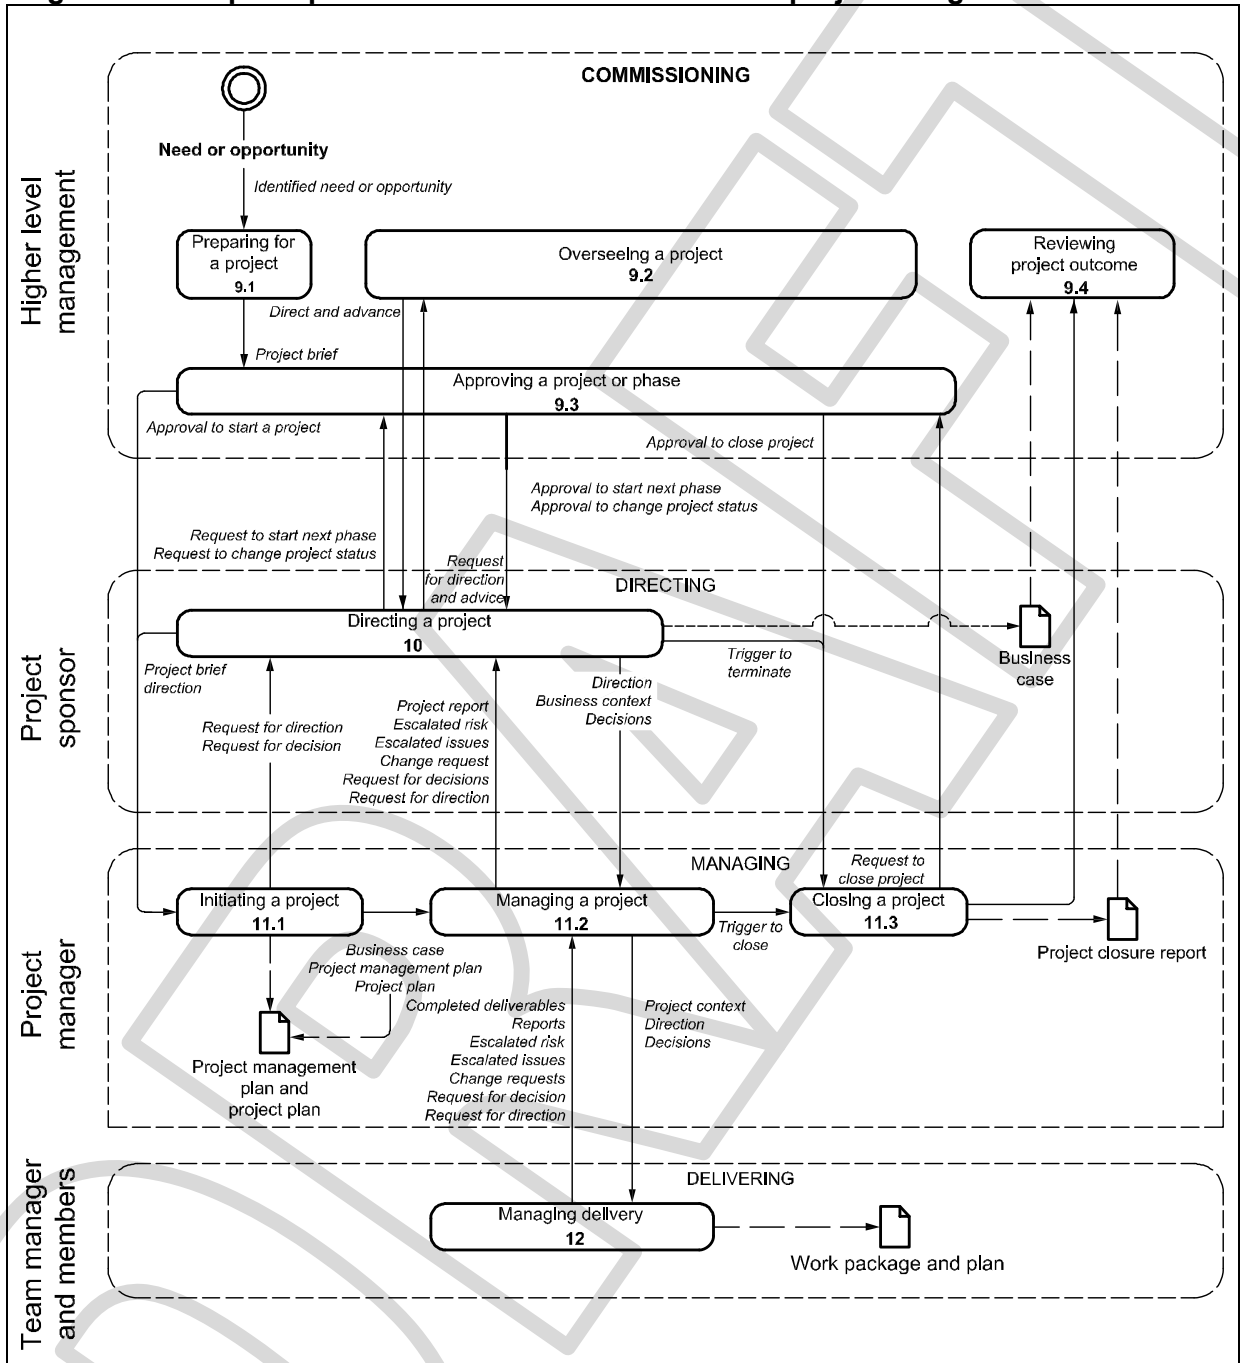 COMMISSIONING
Need or opportunity
Identified need or opportunity
Higher level
management
Preparing for
a project
9.1
Overseeing a project
9.2
Reviewing
project outcome
9.4
Direct and advance
Project brief
Approving a project or phase
9.3
Approval to start a project
Approval to close project
Approval to start next phase
Approval to change project status
Request to start next phase
Request to change project status
Request
for direction
and advice
Project
sponsor
DIRECTING
Directing a project
10
Project brief
direction
Trigger to
terminate
Business
case
Direction
Business context
Decisions
Request for direction
Request for decision
Project report
Escalated risk
Escalated issues
Change request
Request for decisions
Request for direction
Project
manager
MANAGING
Request to
close project
Initiating a project
11.1
Managing a project
11.2
Closing a project
11.3
Trigger to
close
Project closure report
Business case
Project management plan
Project plan
Project management
plan and
project plan
Completed deliverables
Reports
Escalated risk
Escalated issues
Change requests
Request for decision
Request for direction
Project context
Direction
Decisions
Team manager
and members
DELIVERING
Managing delivery
12
Work package and plan
DRAFT